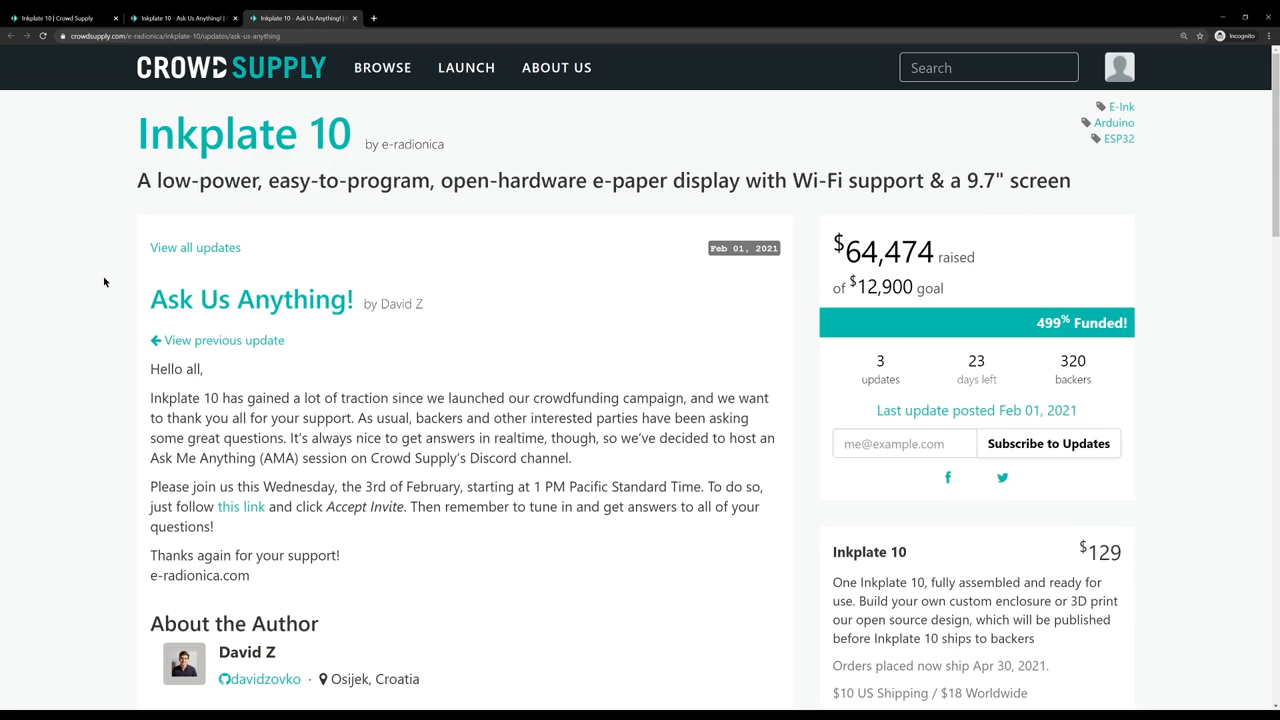 Inkplate 10 | Crowd Supply
Inkplate 10 - Ask Us Anything! |
Inkplate 10 - Ask Us Anything! |
crowdsupply.com/e-radionica/inkplate-10/updates/ask-us-anything
Incognito
CROWD SUPPLY
BROWSE
LAUNCH
ABOUT US
Search
Inkplate 10 by e-radionica
E-Ink
Arduino
ESP32
A low-power, easy-to-program, open-hardware e-paper display with Wi-Fi support & a 9.7" screen
View all updates
Feb 01, 2021
Ask Us Anything! by David Z
View previous update
Hello all,
Inkplate 10 has gained a lot of traction since we launched our crowdfunding campaign, and we want
to thank you all for your support. As usual, backers and other interested parties have been asking
some great questions. It's always nice to get answers in realtime, though, so we've decided to host an
Ask Me Anything (AMA) session on Crowd Supply's Discord channel.
Please join us this Wednesday, the 3rd of February, starting at 1 PM Pacific Standard Time. To do so,
just follow this link and click Accept Invite. Then remember to tune in and get answers to all of your
questions!
Thanks again for your support!
e-radionica.com
About the Author
David Z
davidzovko · Osijek, Croatia
$64,474 raised
of $12,900 goal
499% Funded!
3 23 320
updates days left backers
Last update posted Feb 01, 2021
me@example.com Subscribe to Updates
Inkplate 10 $129
One Inkplate 10, fully assembled and ready for
use. Build your own custom enclosure or 3D print
our open source design, which will be published
before Inkplate 10 ships to backers
Orders placed now ship Apr 30, 2021.
$10 US Shipping / $18 Worldwide